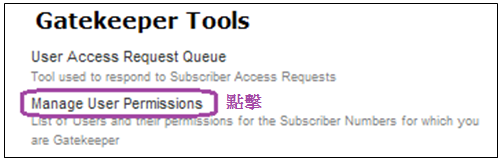 Gatekeeper Tools
User Access Request Queue
Tool used to respond to Subscriber Access Requests
Manage User Permissions 點擊
List of Users and their permissions for the Subscriber Numbers for which you
are Gatekeeper